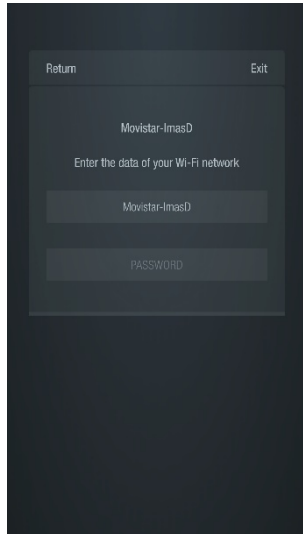 Return Exit
Movistar-ImasD
Enter the data of your Wi-Fi network
Movistar-ImasD
PASSWORD